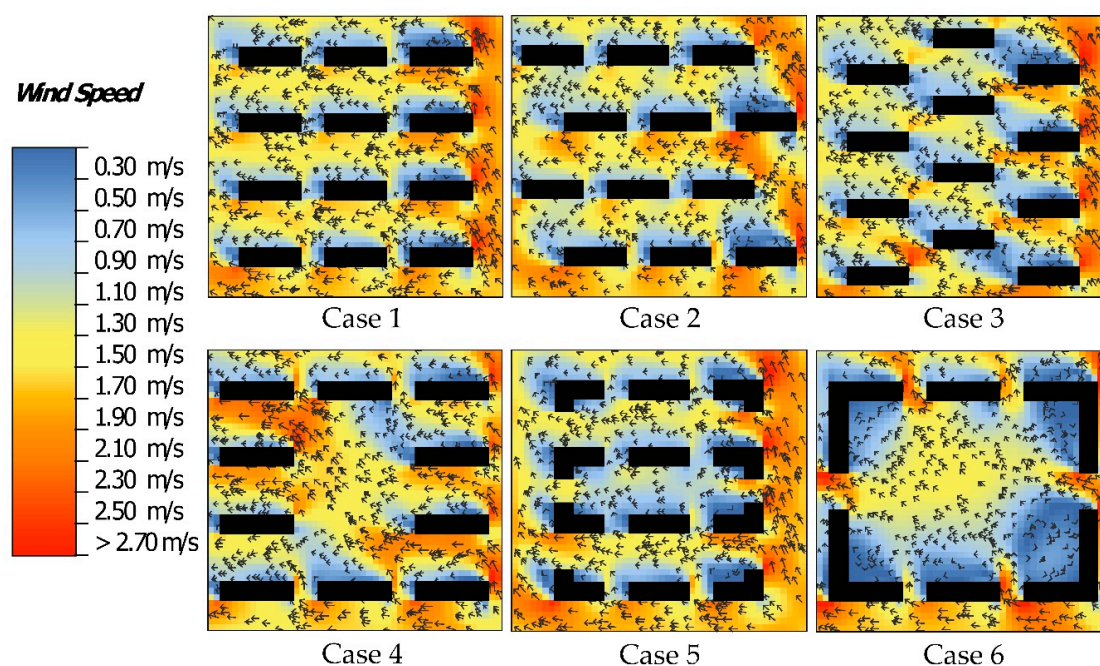 Wind Speed
0.30 m/s
0.50 m/s
0.70 m/s
0.90 m/s
1.10 m/s
1.30 m/s
1.50 m/s
1.70 m/s
1.90 m/s
2.10 m/s
2.30 m/s
2.50 m/s
> 2.70 m/s
Case 1
Case 2
Case 3
Case 4
Case 5
Case 6